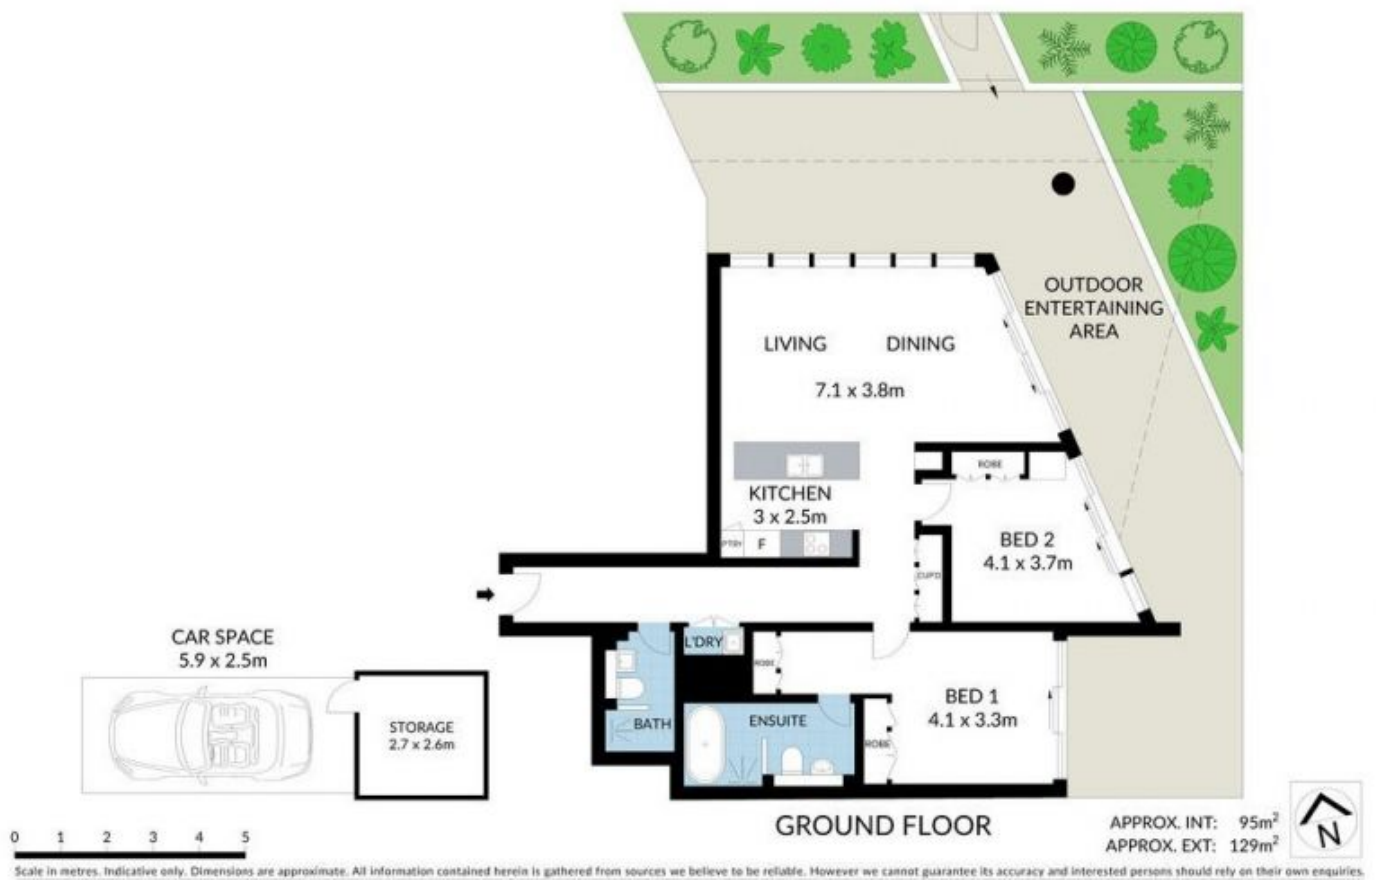 OUTDOOR
ENTERTAINING
AREA
LIVING
DINING
7.1 x 3.8m
KITCHEN
3 x 2.5m
PTRY
F
ROBE
BED 2
4.1 x 3.7m
CUP'D
L'DRY
ROBE
BATH
ENSUITE
ROBE
BED 1
4.1 x 3.3m
CAR SPACE
5.9 x 2.5m
STORAGE
2.7 x 2.6m
GROUND FLOOR
APPROX. INT: 95m²
APPROX. EXT: 129m²
N
0 1 2 3 4 5
Scale in metres. Indicative only. Dimensions are approximate. All information contained herein is gathered from sources we believe to be reliable. However we cannot guarantee its accuracy and interested persons should rely on their own enquiries.